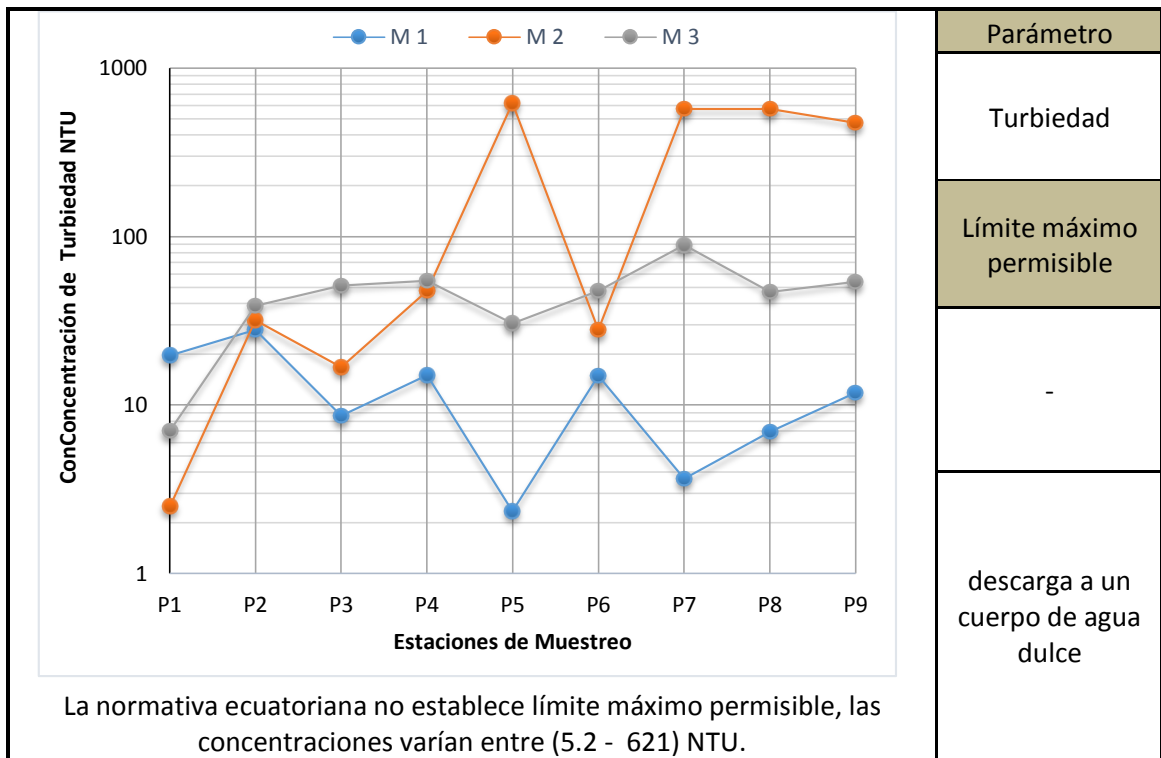 M 1 M 2 M 3
1000
100
10
1
ConConcentración de Turbiedad NTU
P1 P2 P3 P4 P5 P6 P7 P8 P9
Estaciones de Muestreo
La normativa ecuatoriana no establece límite máximo permisible, las
concentraciones varían entre (5.2 - 621) NTU.
Parámetro
Turbiedad
Límite máximo
permisible
-
descarga a un
cuerpo de agua
dulce